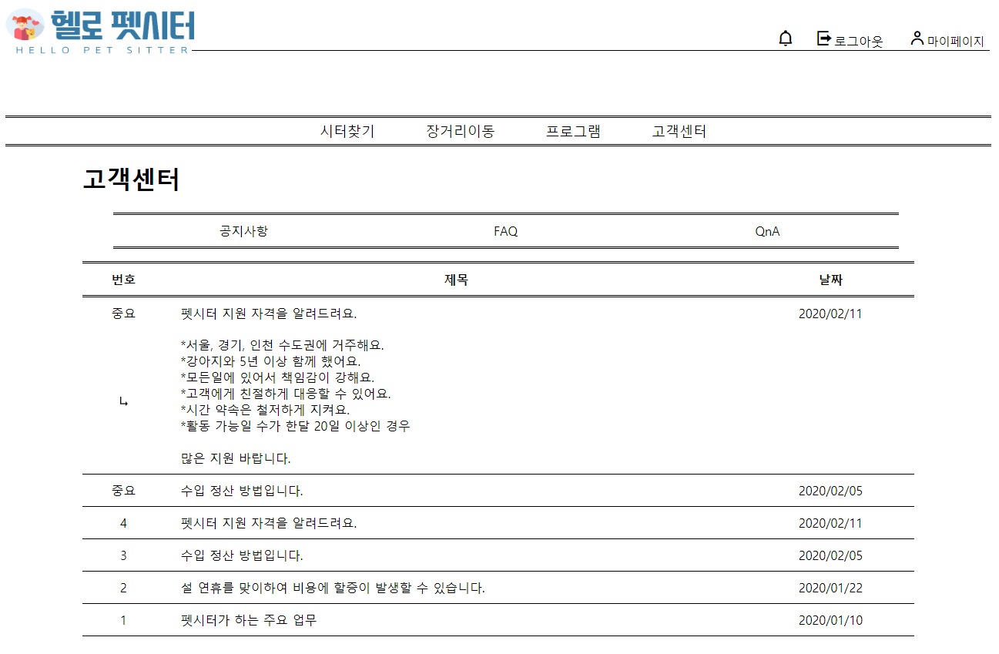 헬로 펫시터
HELLO PET SITTER
로그아웃 마이페이지
시터찾기 장거리이동 프로그램 고객센터
고객센터
공지사항 FAQ QnA
번호 제목 날짜
중요 펫시터 지원 자격을 알려드려요. 2020/02/11
*서울, 경기, 인천 수도권에 거주해요.
*강아지와 5년 이상 함께 했어요.
*모든일에 있어서 책임감이 강해요.
*고객에게 친절하게 대응할 수 있어요.
*시간 약속은 철저하게 지켜요.
*활동 가능일 수가 한달 20일 이상인 경우
많은 지원 바랍니다.
중요 수입 정산 방법입니다. 2020/02/05
4 펫시터 지원 자격을 알려드려요. 2020/02/11
3 수입 정산 방법입니다. 2020/02/05
2 설 연휴를 맞이하여 비용에 할증이 발생할 수 있습니다. 2020/01/22
1 펫시터가 하는 주요 업무 2020/01/10